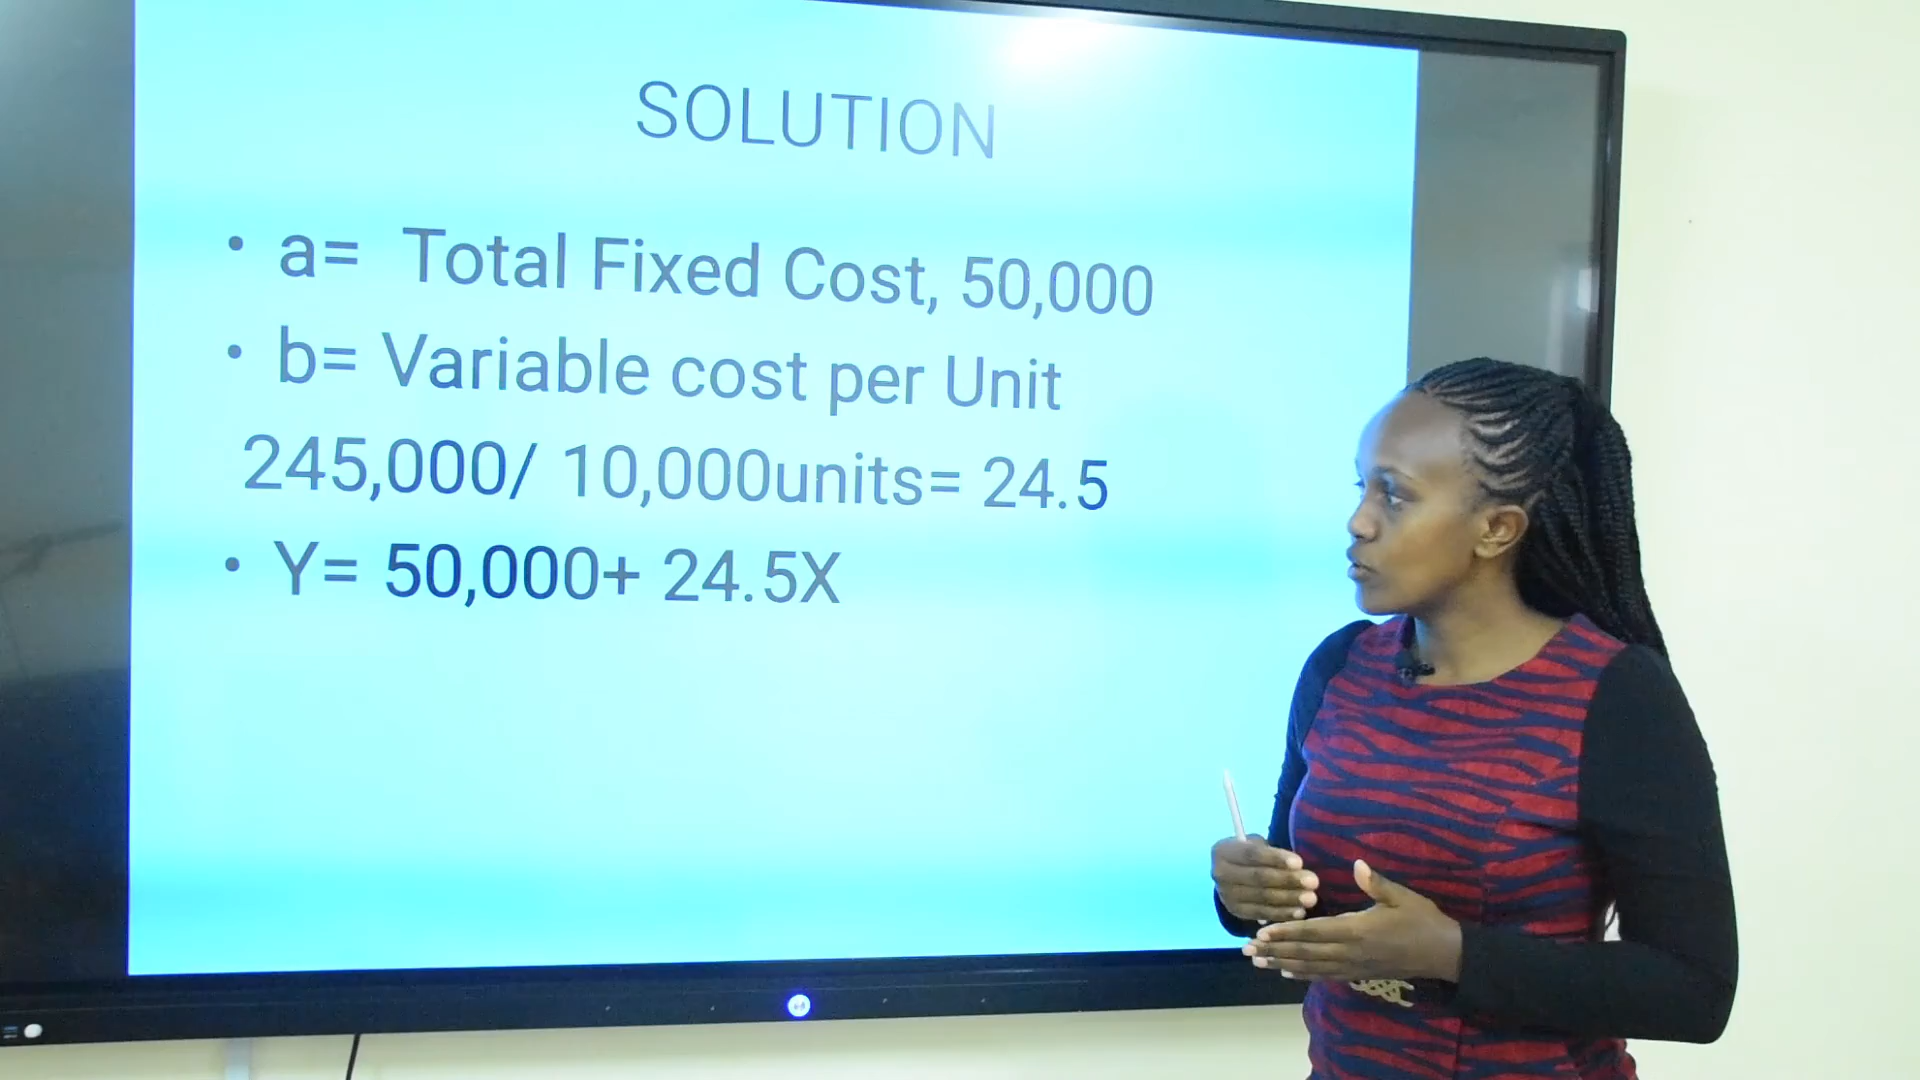 SOLUTION
• a= Total Fixed Cost, 50,000
• b= Variable cost per Unit
245,000/ 10,000units= 24.5
• Y= 50,000+ 24.5X